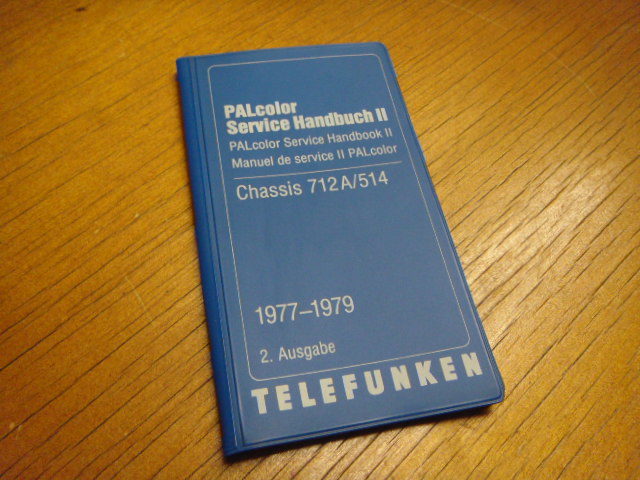 PALcolor
Service Handbuch II
PALcolor Service Handbook II
Manuel de service II PALcolor
Chassis 712A/514
1977–1979
2. Ausgabe
TELEFUNKEN